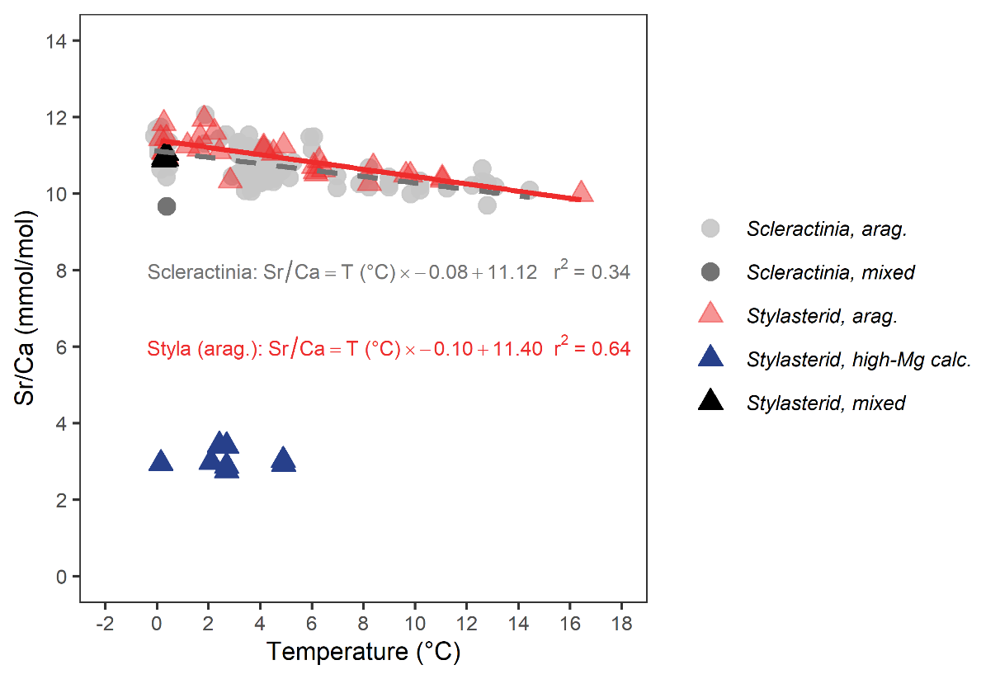 14
12
10
8
6
4
2
0
Sr/Ca (mmol/mol)
Scleractinia: Sr/Ca = T (°C) × −0.08 + 11.12 r² = 0.34
Styla (arag.): Sr/Ca = T (°C) × −0.10 + 11.40 r² = 0.64
-2 0 2 4 6 8 10 12 14 16 18
Temperature (°C)
Scleractinia, arag.
Scleractinia, mixed
Stylasterid, arag.
Stylasterid, high-Mg calc.
Stylasterid, mixed